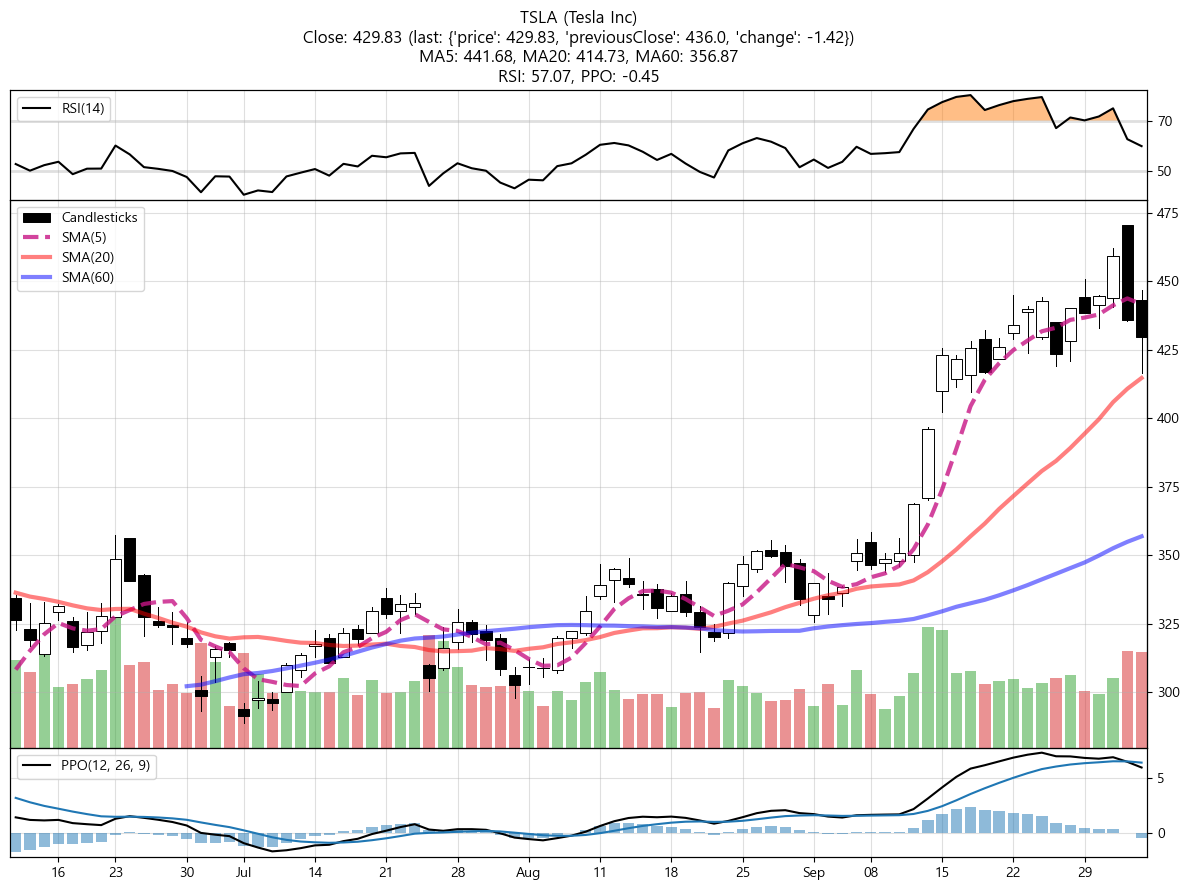 TSLA (Tesla Inc)
Close: 429.83 (last: {'price': 429.83, 'previousClose': 436.0, 'change': -1.42})
MA5: 441.68, MA20: 414.73, MA60: 356.87
RSI: 57.07, PPO: -0.45
RSI(14)
70
50
Candlesticks
SMA(5)
SMA(20)
SMA(60)
475
450
425
400
375
350
325
300
PPO(12, 26, 9)
5
0
16 23 30 Jul 14 21 28 Aug 11 18 25 Sep 08 15 22 29